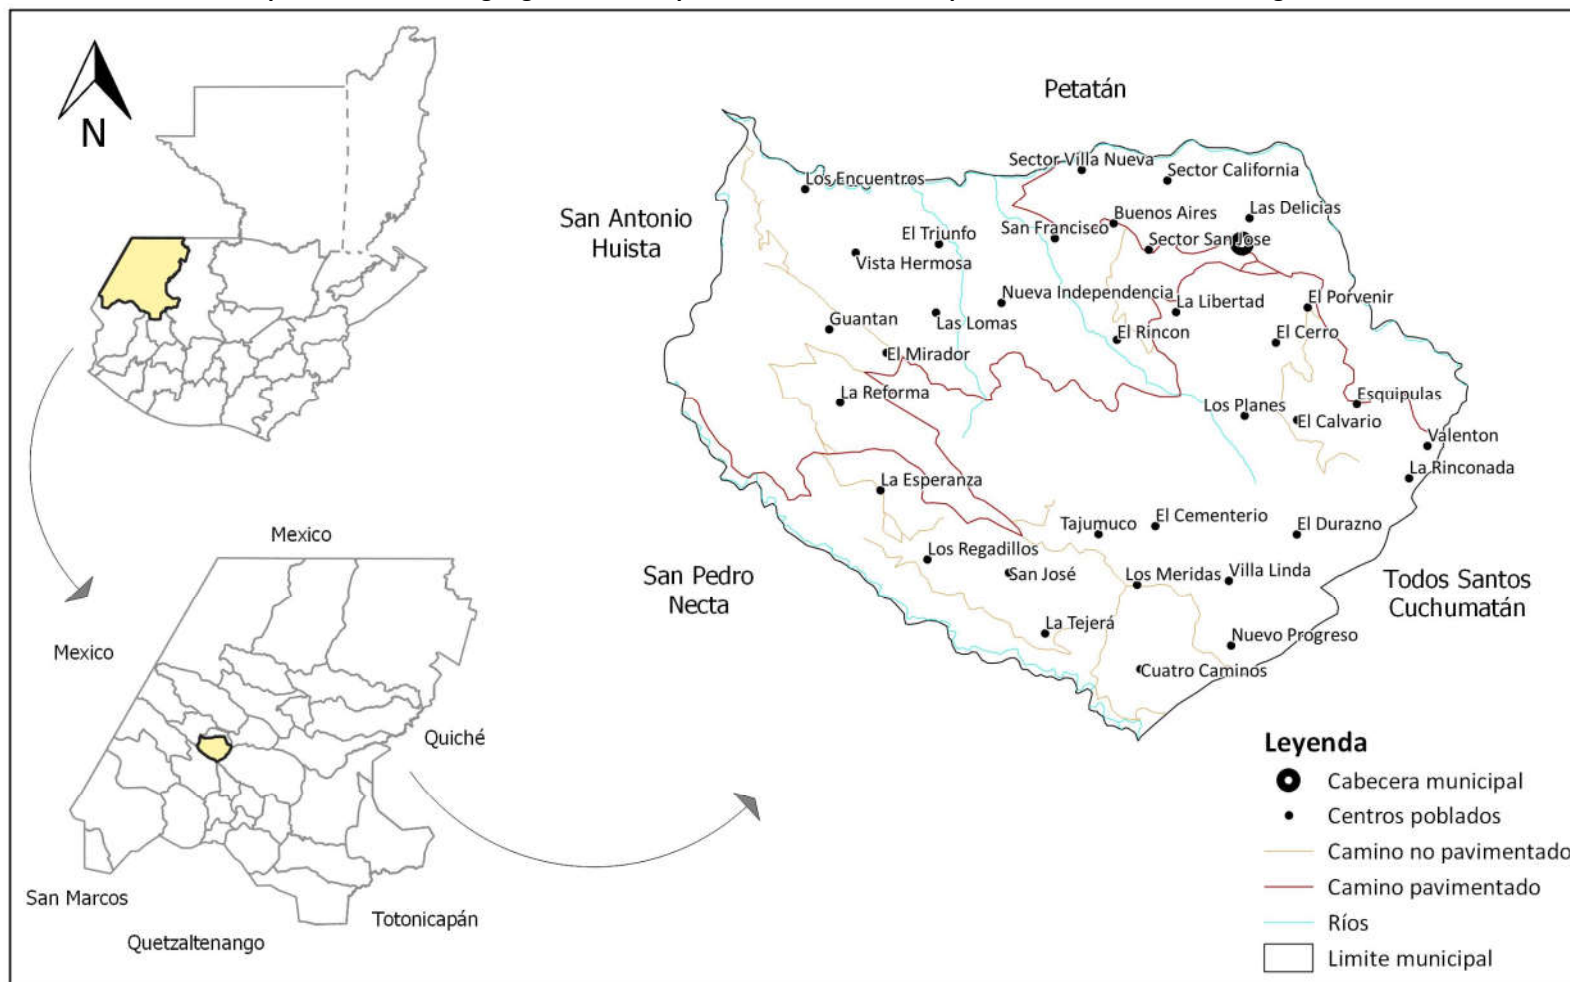 N
Petatán
Sector Villa Nueva
Sector California
Los Encuentros
San Antonio
Huista
Buenos Aires
Las Delicias
El Triunfo
San Francisco
Sector San Jose
Vista Hermosa
Nueva Independencia
La Libertad
El Porvenir
Guantan
Las Lomas
El Rincon
El Cerro
El Mirador
La Reforma
Los Planes
Esquipulas
El Calvario
Valenton
La Rinconada
La Esperanza
Tajumuco
El Cementerio
El Durazno
Los Regadillos
San José
Los Meridas
Villa Linda
San Pedro
Necta
Todos Santos
Cuchumatán
La Tejerá
Nuevo Progreso
Cuatro Caminos
Mexico
Mexico
Quiché
San Marcos
Totonicapán
Quetzaltenango
Leyenda
Cabecera municipal
Centros poblados
Camino no pavimentado
Camino pavimentado
Ríos
Limite municipal